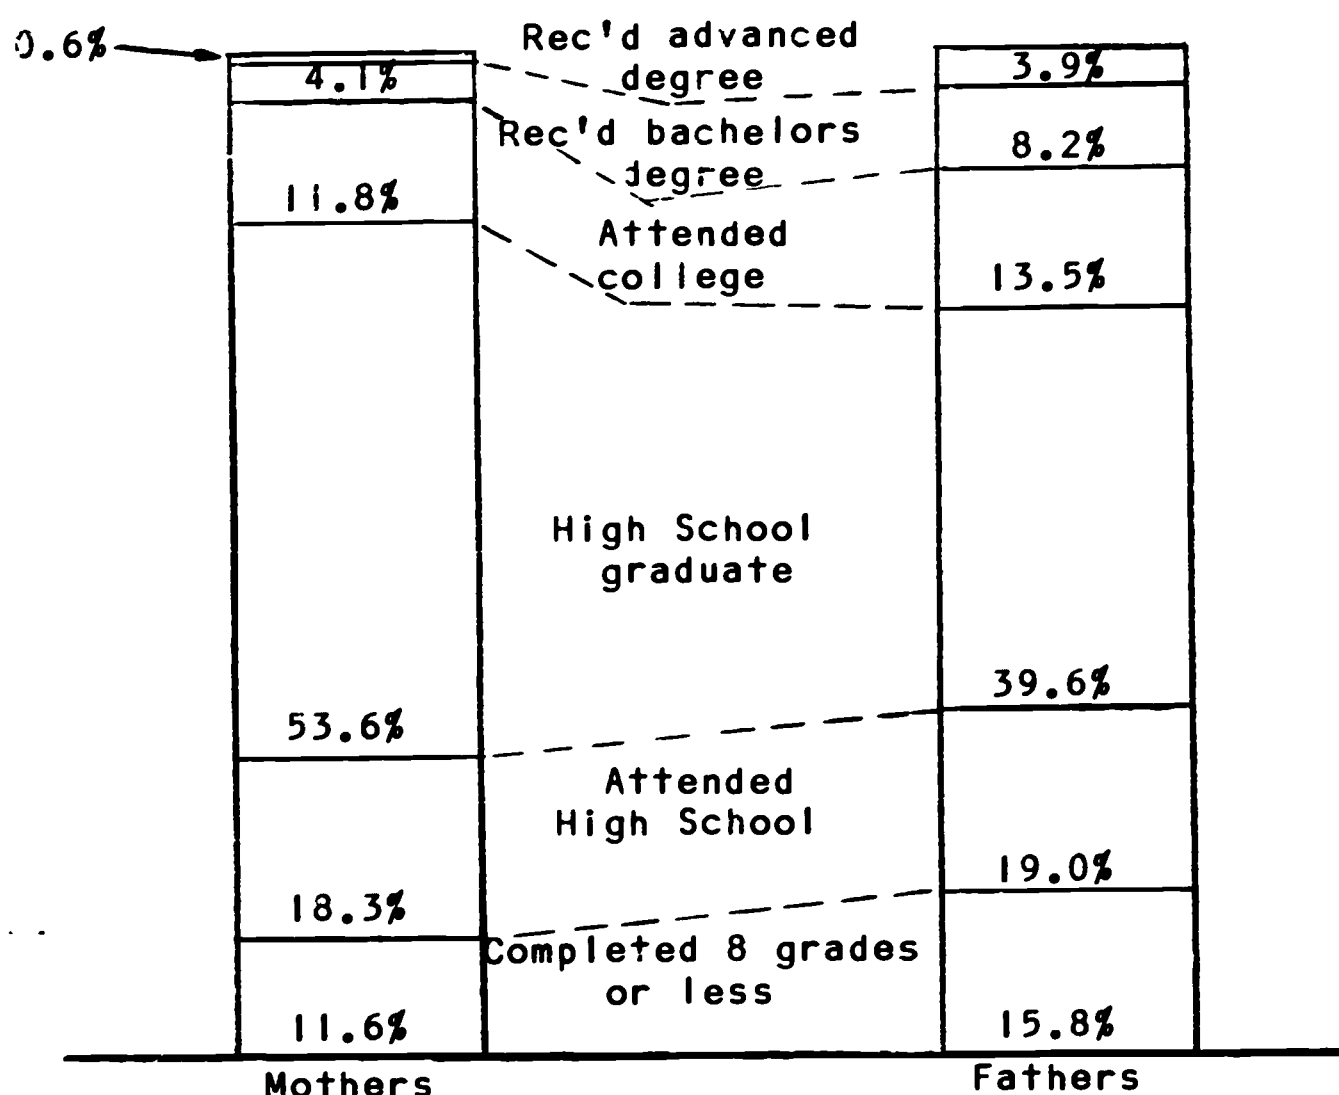 0.6%
Rec'd advanced
degree
4.1%
3.9%
Rec'd bachelors
degree
8.2%
11.8%
Attended
college
13.5%
High School
graduate
39.6%
53.6%
Attended
High School
19.0%
18.3%
Completed 8 grades
or less
11.6%
15.8%
Mothers
Fathers